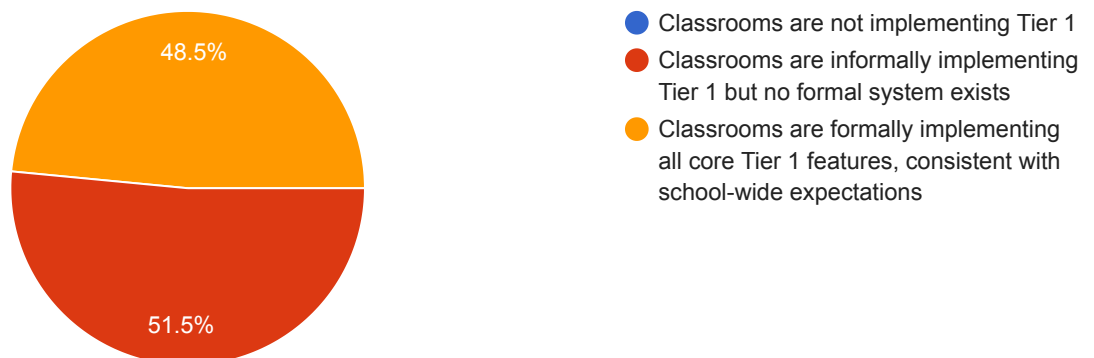 48.5%
51.5%
Classrooms are not implementing Tier 1
Classrooms are informally implementing
Tier 1 but no formal system exists
Classrooms are formally implementing
all core Tier 1 features, consistent with
school-wide expectations